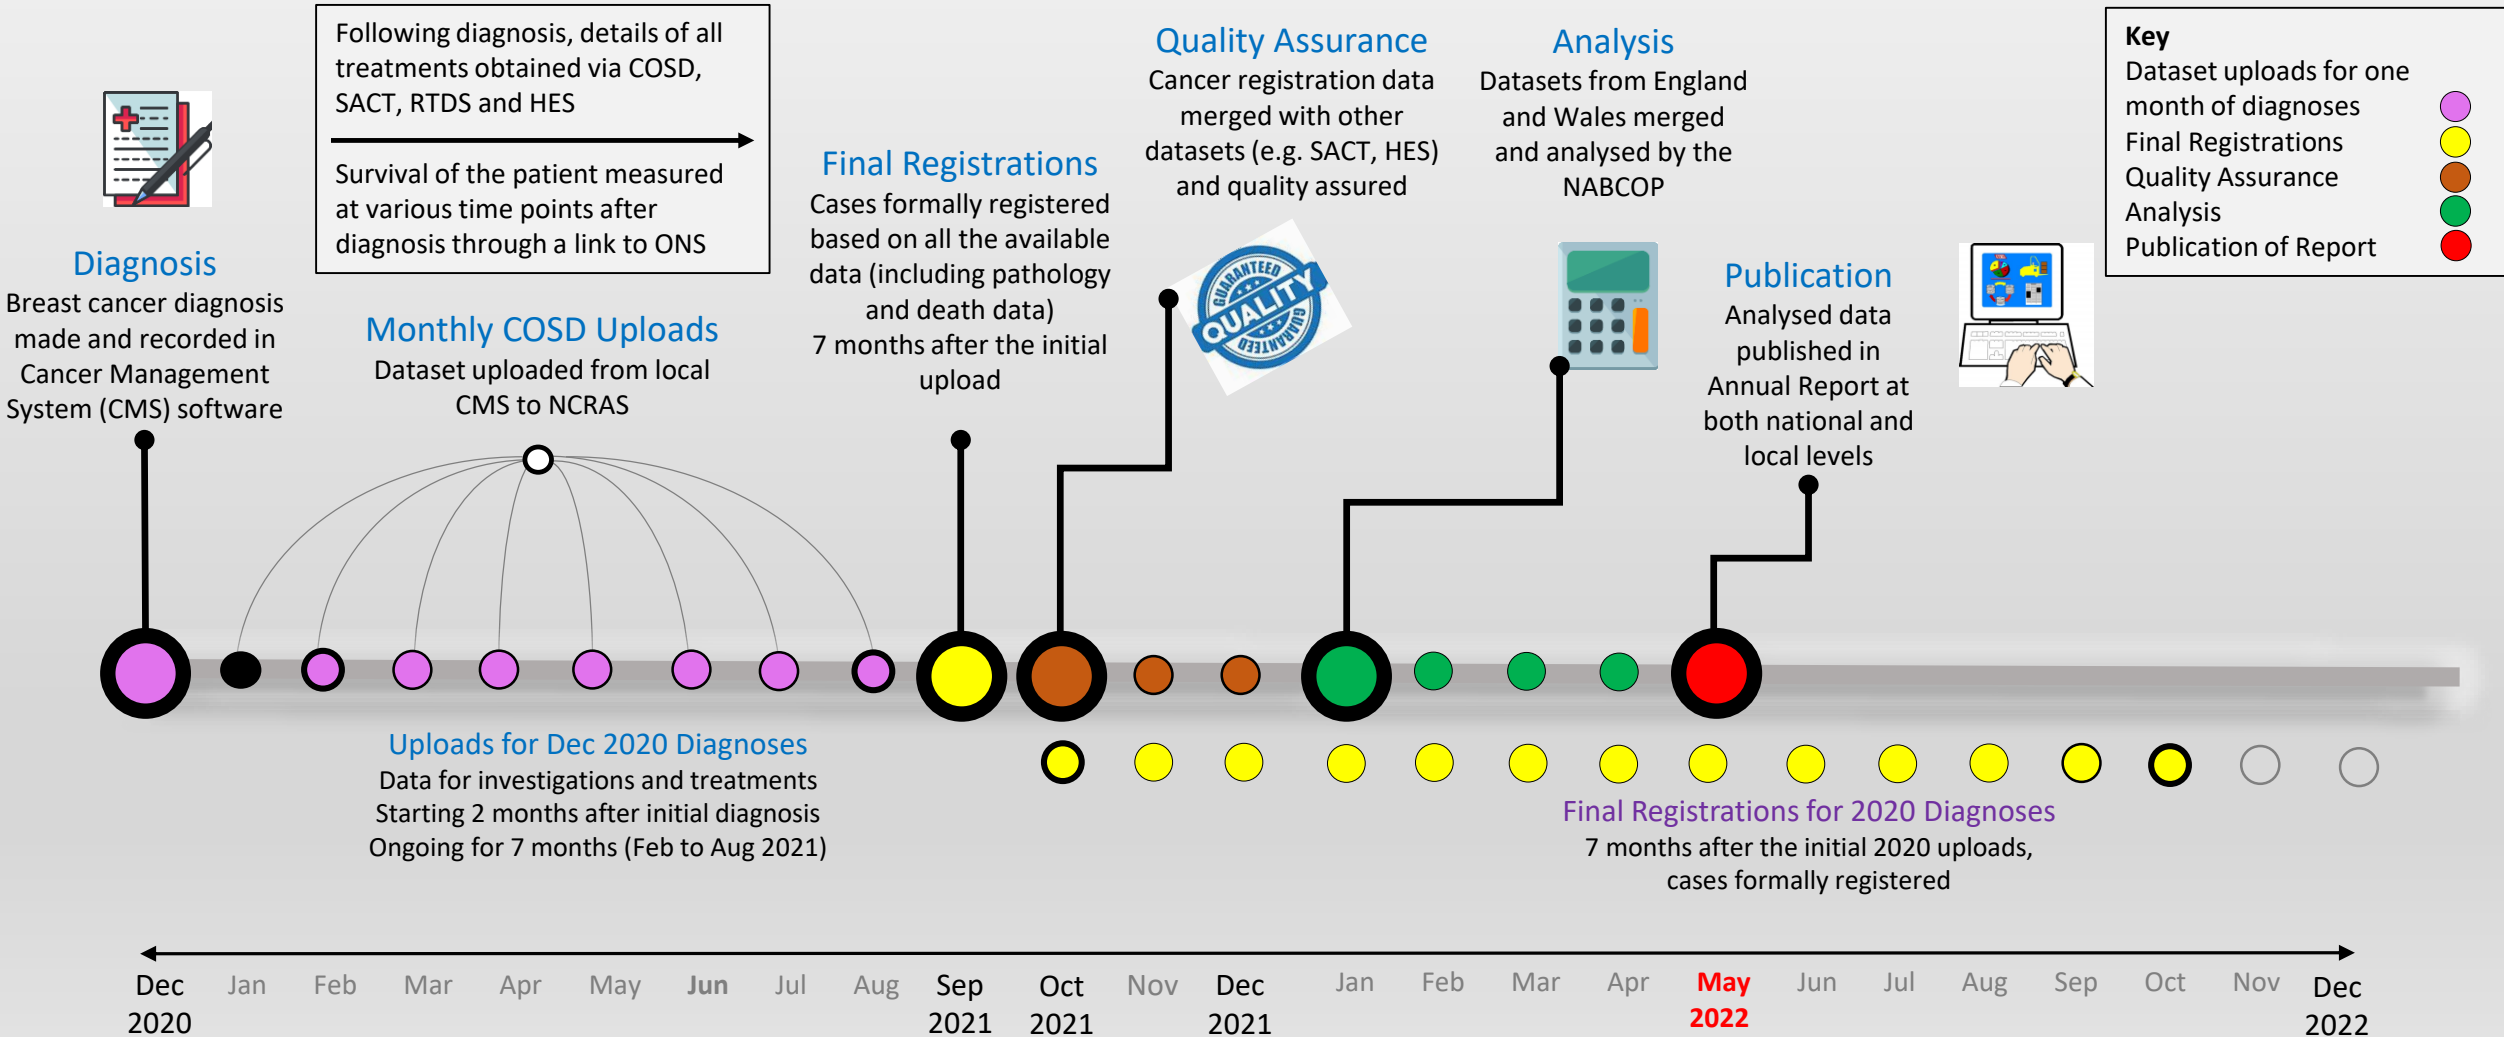 Following diagnosis, details of all
treatments obtained via COSD,
SACT, RTDS and HES
Survival of the patient measured
at various time points after
diagnosis through a link to ONS
Diagnosis
Breast cancer diagnosis
made and recorded in
Cancer Management
System (CMS) software
Monthly COSD Uploads
Dataset uploaded from local
CMS to NCRAS
Final Registrations
Cases formally registered
based on all the available
data (including pathology
and death data)
7 months after the initial
upload
Quality Assurance
Cancer registration data
merged with other
datasets (e.g. SACT, HES)
and quality assured
GUARANTEED
QUALITY
GUARANTEED
Analysis
Datasets from England
and Wales merged
and analysed by the
NABCOP
Publication
Analysed data
published in
Annual Report at
both national and
local levels
Key
Dataset uploads for one
month of diagnoses
Final Registrations
Quality Assurance
Analysis
Publication of Report
Uploads for Dec 2020 Diagnoses
Data for investigations and treatments
Starting 2 months after initial diagnosis
Ongoing for 7 months (Feb to Aug 2021)
Final Registrations for 2020 Diagnoses
7 months after the initial 2020 uploads,
cases formally registered
Dec Jan Feb Mar Apr May Jun Jul Aug Sep Oct Nov Dec Jan Feb Mar Apr May Jun Jul Aug Sep Oct Nov Dec
2020 2021 2021 2021 2022 2022